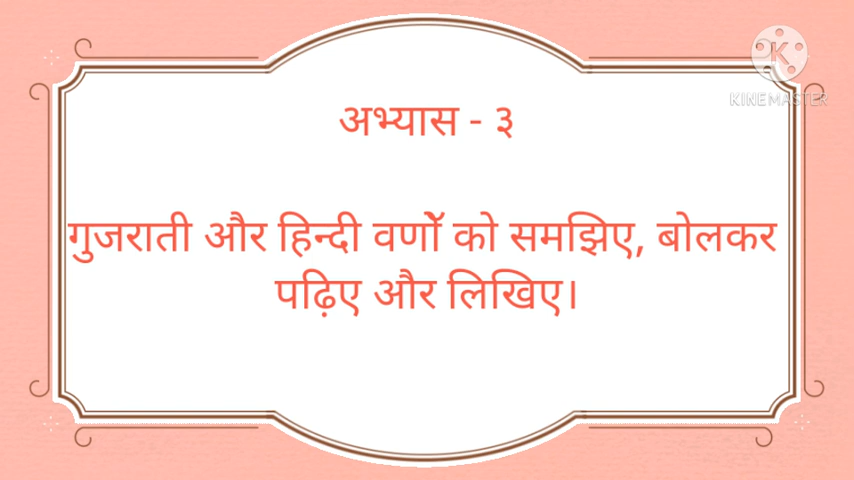 KINEMASTER
अभ्यास - ३
गुजराती और हिन्दी वर्णों को समझिए, बोलकर
पढ़िए और लिखिए।